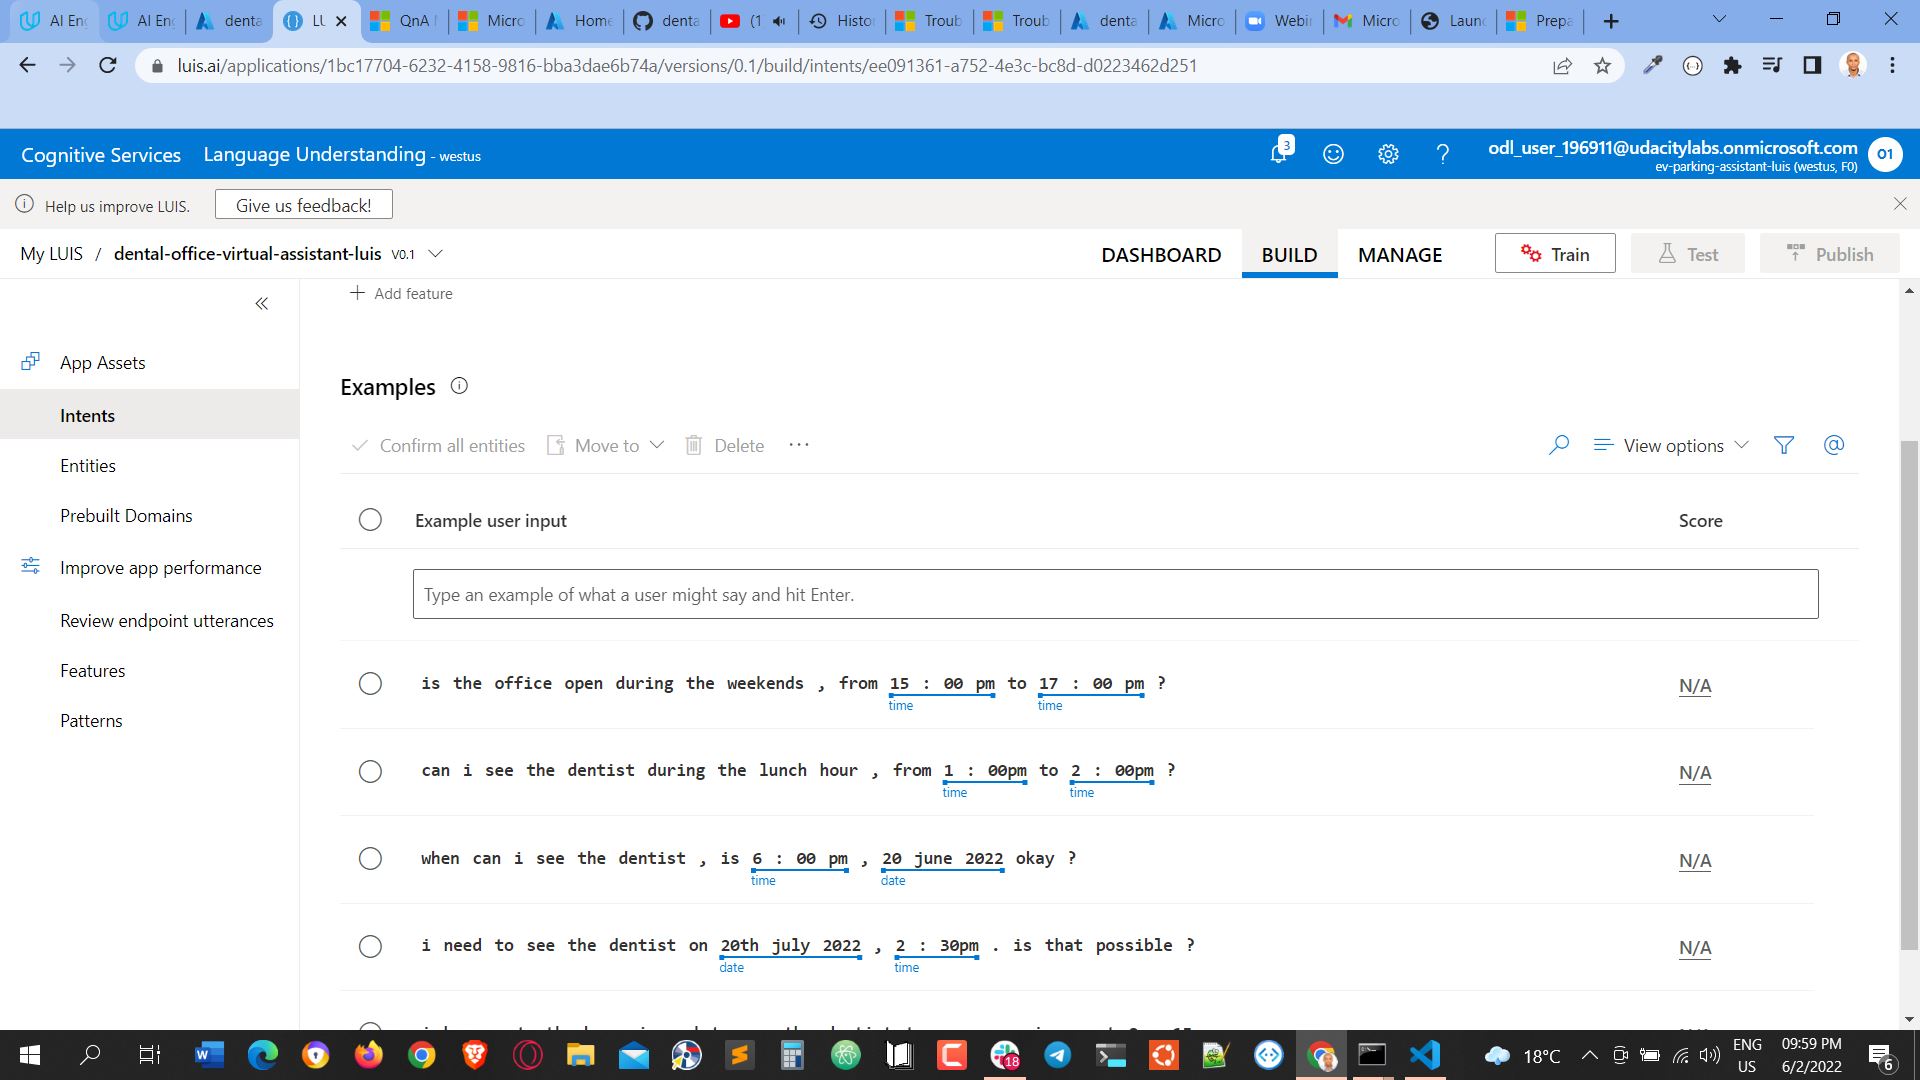 AI En
AI En
denta
LU
QnA
Micro
Home
denta
(1
Histo
Troub
Troub
denta
Micro
Webi
Micro
Laun
Prepa
luis.ai/applications/1bc17704-6232-4158-9816-bba3dae6b74a/versions/0.1/build/intents/ee091361-a752-4e3c-bc8d-d0223462d251
Cognitive Services
Language Understanding - westus
3
odl_user_196911@udacitylabs.onmicrosoft.com
ev-parking-assistant-luis (westus, F0)
O1
Help us improve LUIS.
Give us feedback!
My LUIS / dental-office-virtual-assistant-luis V0.1
DASHBOARD
BUILD
MANAGE
Train
Test
Publish
Add feature
App Assets
Intents
Entities
Prebuilt Domains
Improve app performance
Review endpoint utterances
Features
Patterns
Examples
Confirm all entities
Move to
Delete
View options
Example user input
Score
Type an example of what a user might say and hit Enter.
is the office open during the weekends , from 15 : 00 pm to 17 : 00 pm ?
N/A
time
time
can i see the dentist during the lunch hour , from 1 : 00pm to 2 : 00pm ?
N/A
time
time
when can i see the dentist , is 6 : 00 pm , 20 june 2022 okay ?
N/A
time
date
i need to see the dentist on 20th july 2022 , 2 : 30pm . is that possible ?
N/A
date
time
18
18°C
ENG
US
09:59 PM
6/2/2022
6